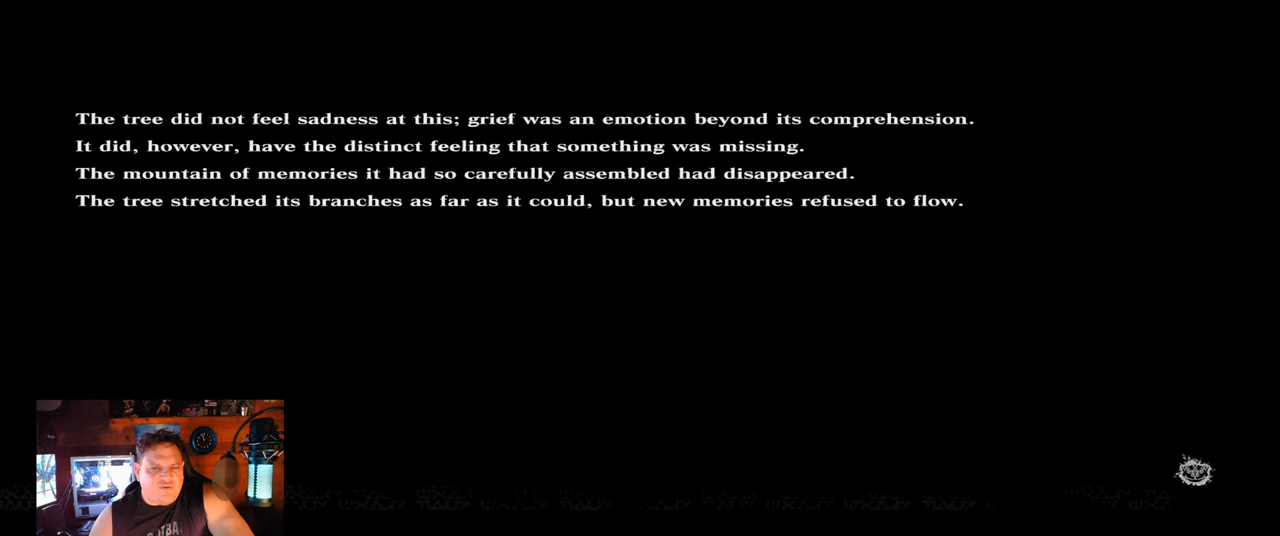 The tree did not feel sadness at this; grief was an emotion beyond its comprehension.
It did, however, have the distinct feeling that something was missing.
The mountain of memories it had so carefully assembled had disappeared.
The tree stretched its branches as far as it could, but new memories refused to flow.